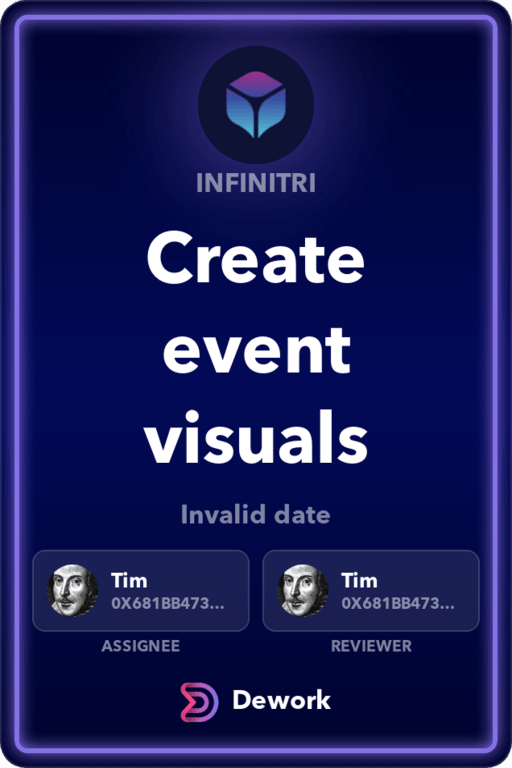 INFINITRI
Create
event
visuals
Invalid date
Tim
0X681BB473...
ASSIGNEE
Tim
0X681BB473...
REVIEWER
Dework